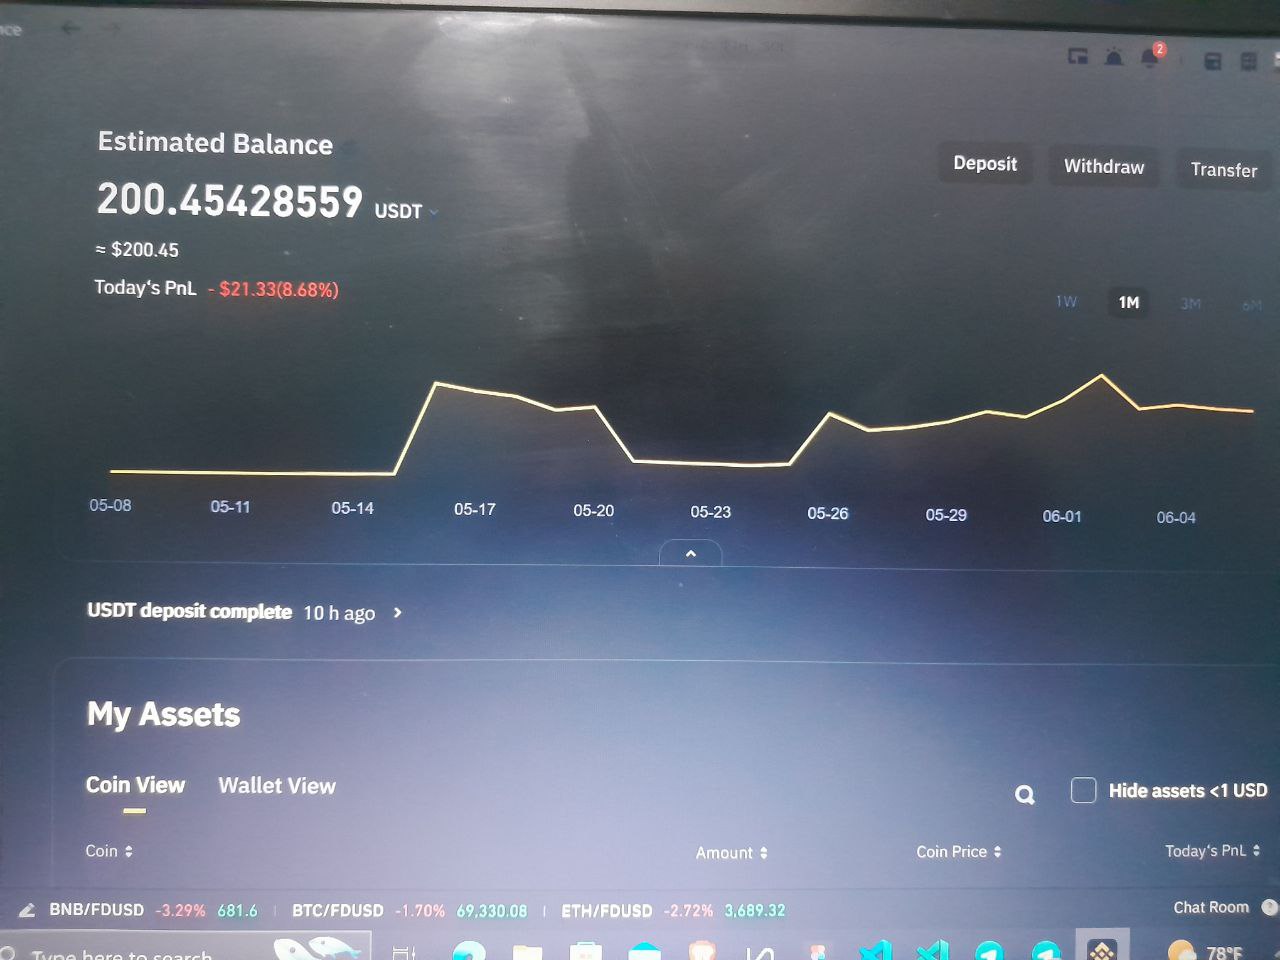 nce
2
Estimated Balance
Deposit
Withdraw
Transfer
200.45428559 USDT
≈ $200.45
Today's PnL - $21.33(8.68%)
1W 1M 3M 6M
05-08 05-11 05-14 05-17 05-20 05-23 05-26 05-29 06-01 06-04
USDT deposit complete 10 h ago
My Assets
Coin View Wallet View
Hide assets <1 USD
Coin Amount Coin Price Today's PnL
BNB/FDUSD -3.29% 681.6 BTC/FDUSD -1.70% 69,330.08 ETH/FDUSD -2.72% 3,689.32 Chat Room
Type here to search 78°F